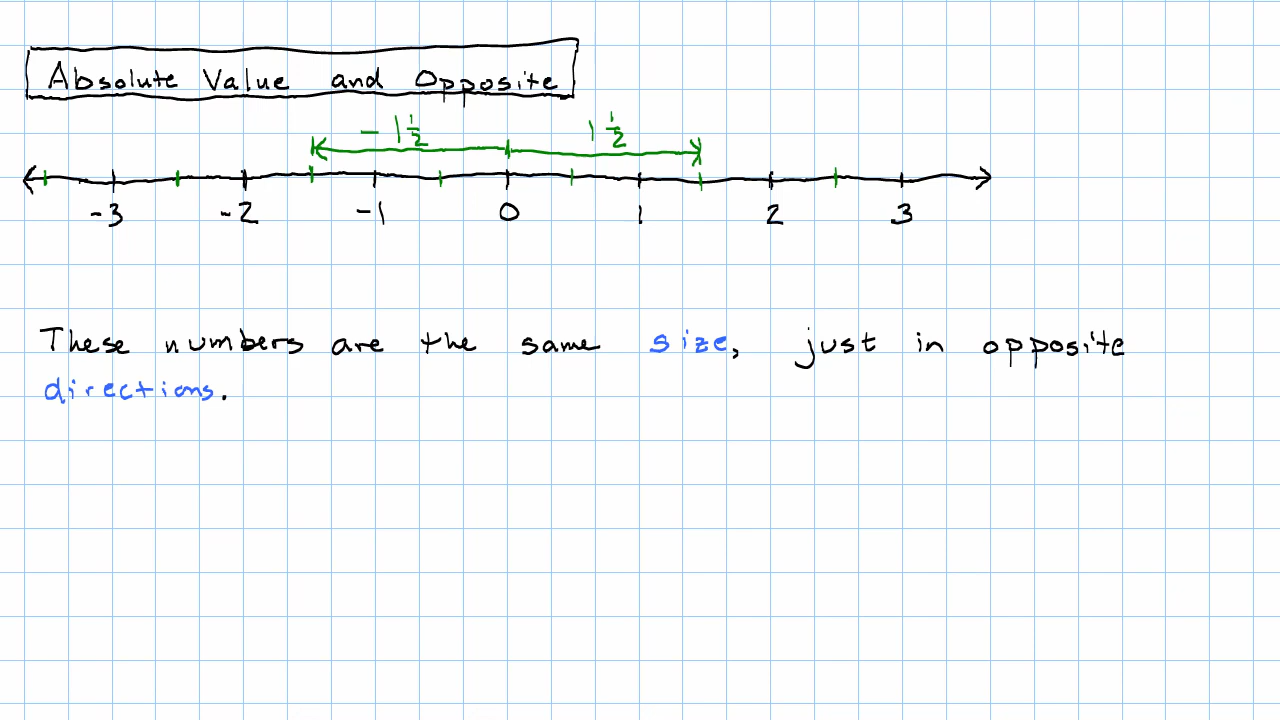 Absolute Value and Opposite
-1 1/2 1 1/2
-3 -2 -1 0 1 2 3
These numbers are the same size, just in opposite
directions.